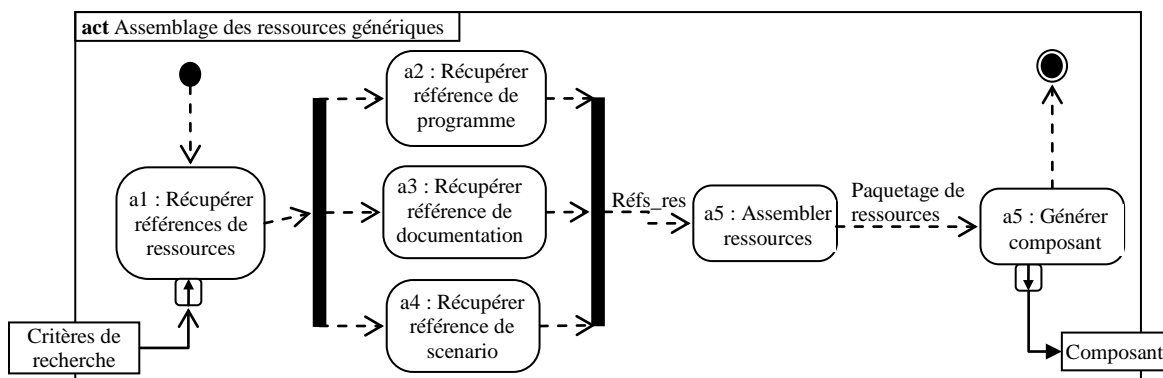 act Assemblage des ressources génériques
a2 : Récupérer
référence de
programme
a1 : Récupérer
références de
ressources
a3 : Récupérer
référence de
documentation
Réfs_res
a5 : Assembler
ressources
Paquetage de
ressources
a5 : Générer
composant
a4 : Récupérer
référence de
scenario
Critères de
recherche
Composant